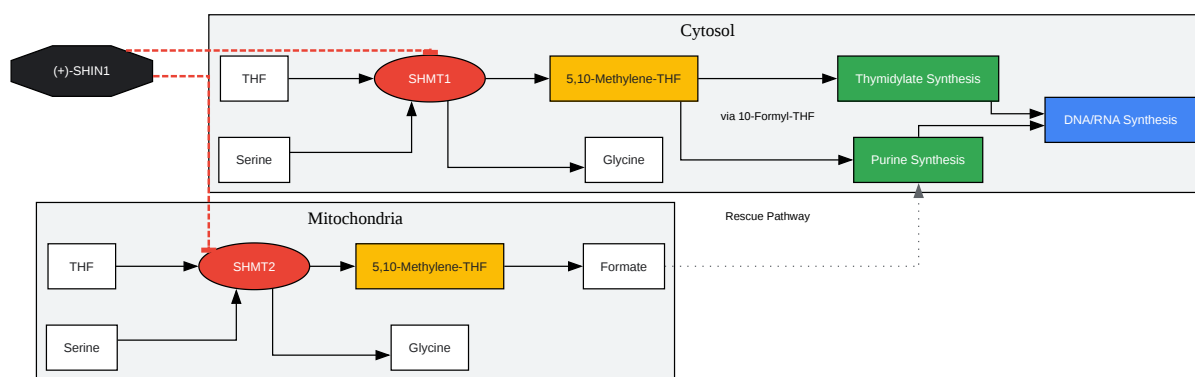 Cytosol
(+)-SHIN1
THF
SHMT1
5,10-Methylene-THF
Thymidylate Synthesis
via 10-Formyl-THF
DNA/RNA Synthesis
Serine
Glycine
Purine Synthesis
Rescue Pathway
Mitochondria
THF
SHMT2
5,10-Methylene-THF
Formate
Serine
Glycine